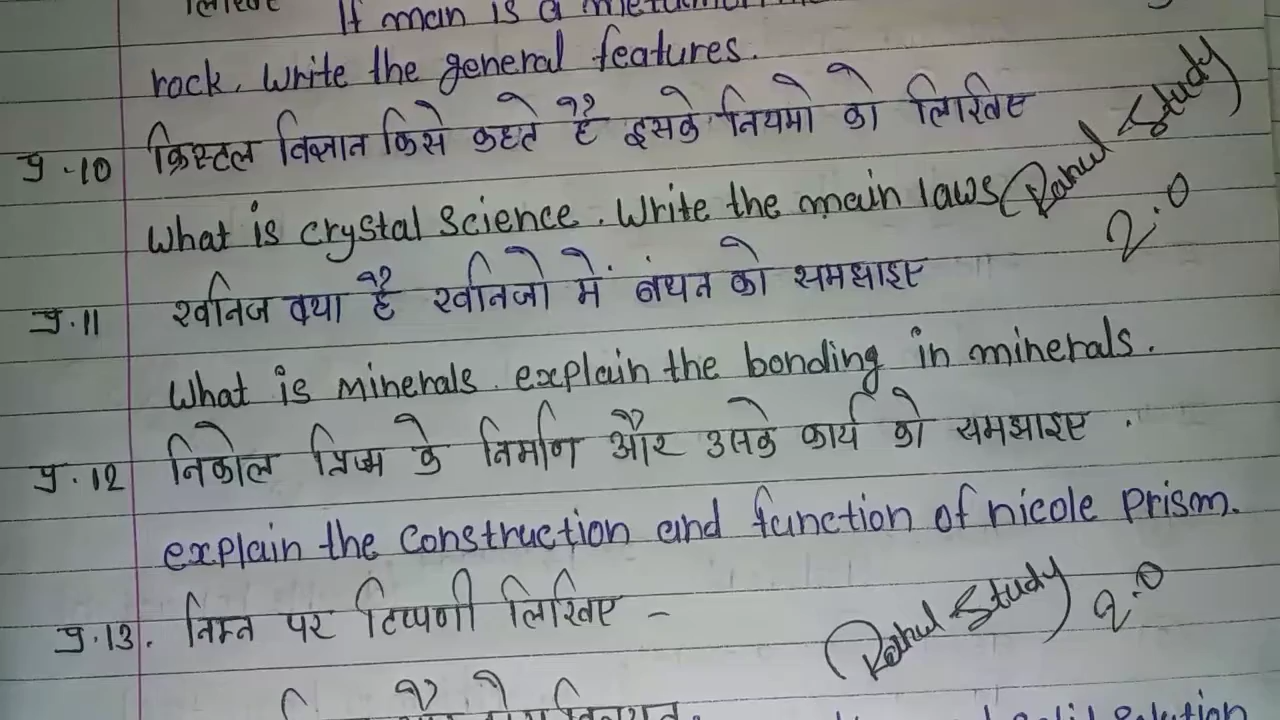 लिखिए If man is a
rock. Write the general features.
प्र.10 क्रिस्टल विज्ञान किसे कहते है इसके नियमो को लिखिए
What is crystal science. Write the main laws Rahul Study 2.0
प्र.11 खनिज क्या है खनिजो में बंधन को समझाइए
What is minerals. explain the bonding in minerals.
प्र.12 निकोल प्रिज्म के निर्माण और उसके कार्य को समझाइए .
explain the construction and function of nicole prism.
प्र.13. निम्न पर टिप्पणी लिखिए -
Rahul Study 2.0